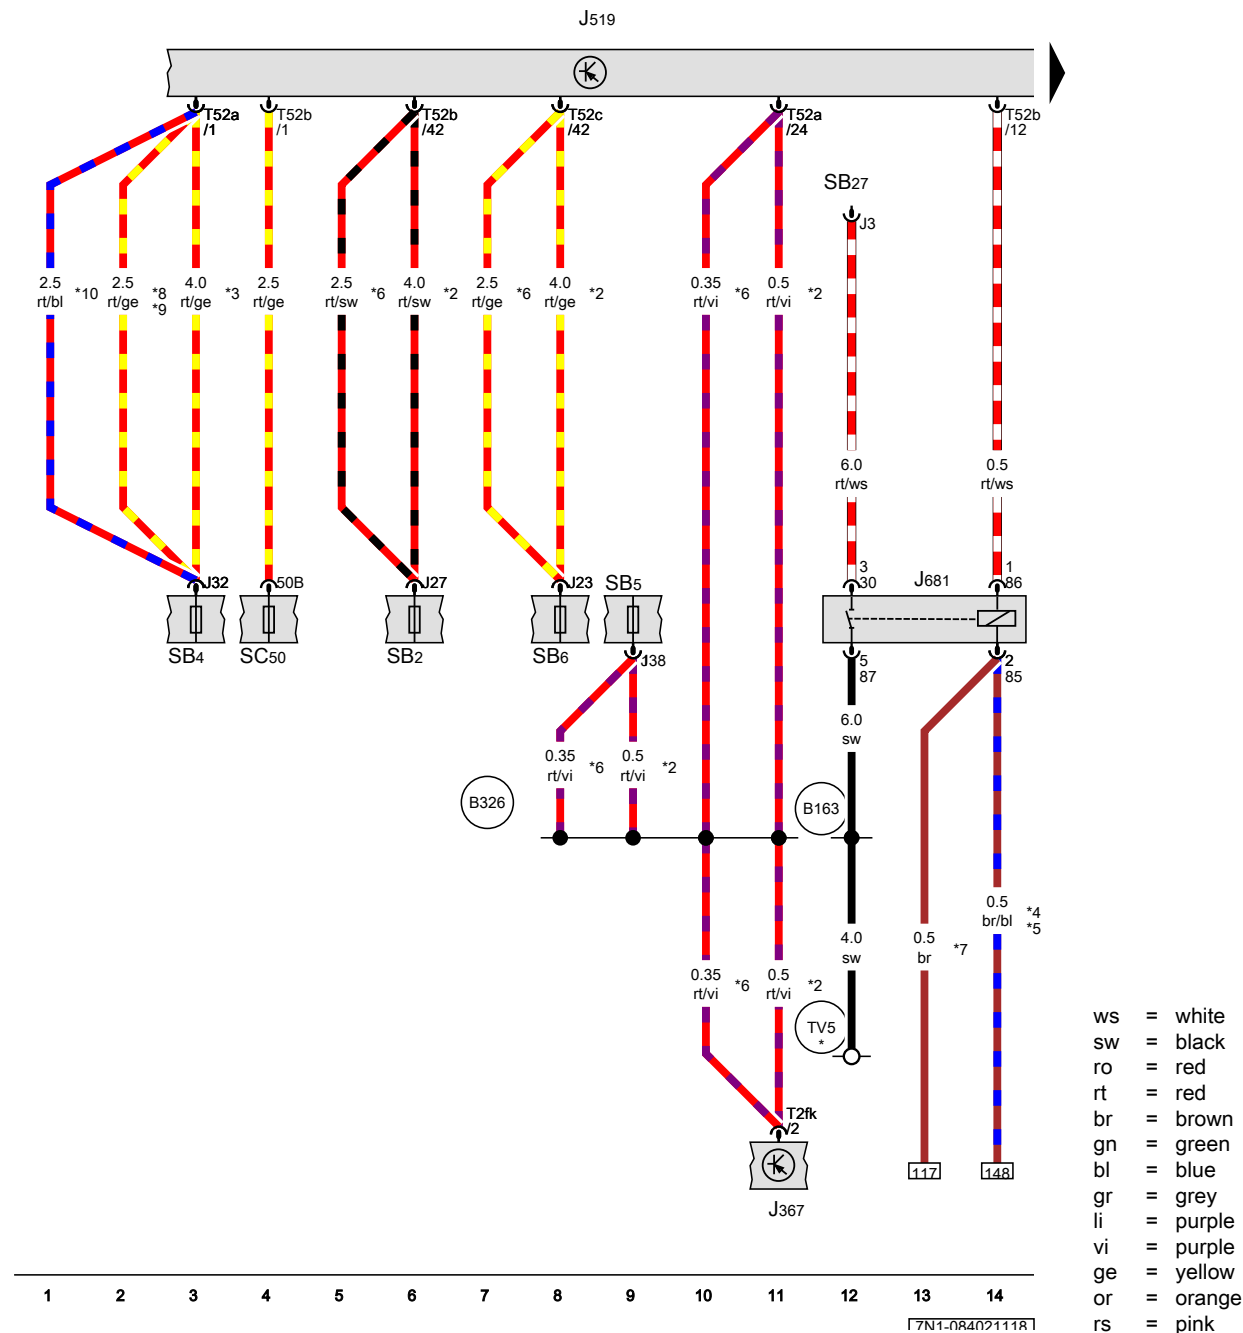 J519
T52a
/1
T52b
/1
T52b
/42
T52c
/42
T52a
/24
T52b
/12
SB27
J3
2.5
rt/bl
*10
2.5
rt/ge
*8
*9
4.0
rt/ge
*3
2.5
rt/ge
2.5
rt/sw
*6
4.0
rt/sw
*2
2.5
rt/ge
*6
4.0
rt/ge
*2
0.35
rt/vi
*6
0.5
rt/vi
*2
6.0
rt/ws
0.5
rt/ws
J32
50B
J27
J23
SB5
3
30
J681
1
86
SB4
SC50
SB2
SB6
J38
5
87
2
85
0.35
rt/vi
*6
0.5
rt/vi
*2
6.0
sw
B326
B163
0.35
rt/vi
*6
0.5
rt/vi
*2
4.0
sw
0.5
br
*7
0.5
br/bl
*4
*5
TV5
*
T2fk
/2
J367
117
148
ws = white
sw = black
ro = red
rt = red
br = brown
gn = green
bl = blue
gr = grey
li = purple
vi = purple
ge = yellow
or = orange
rs = pink
1 2 3 4 5 6 7 8 9 10 11 12 13 14
7N1-084021118